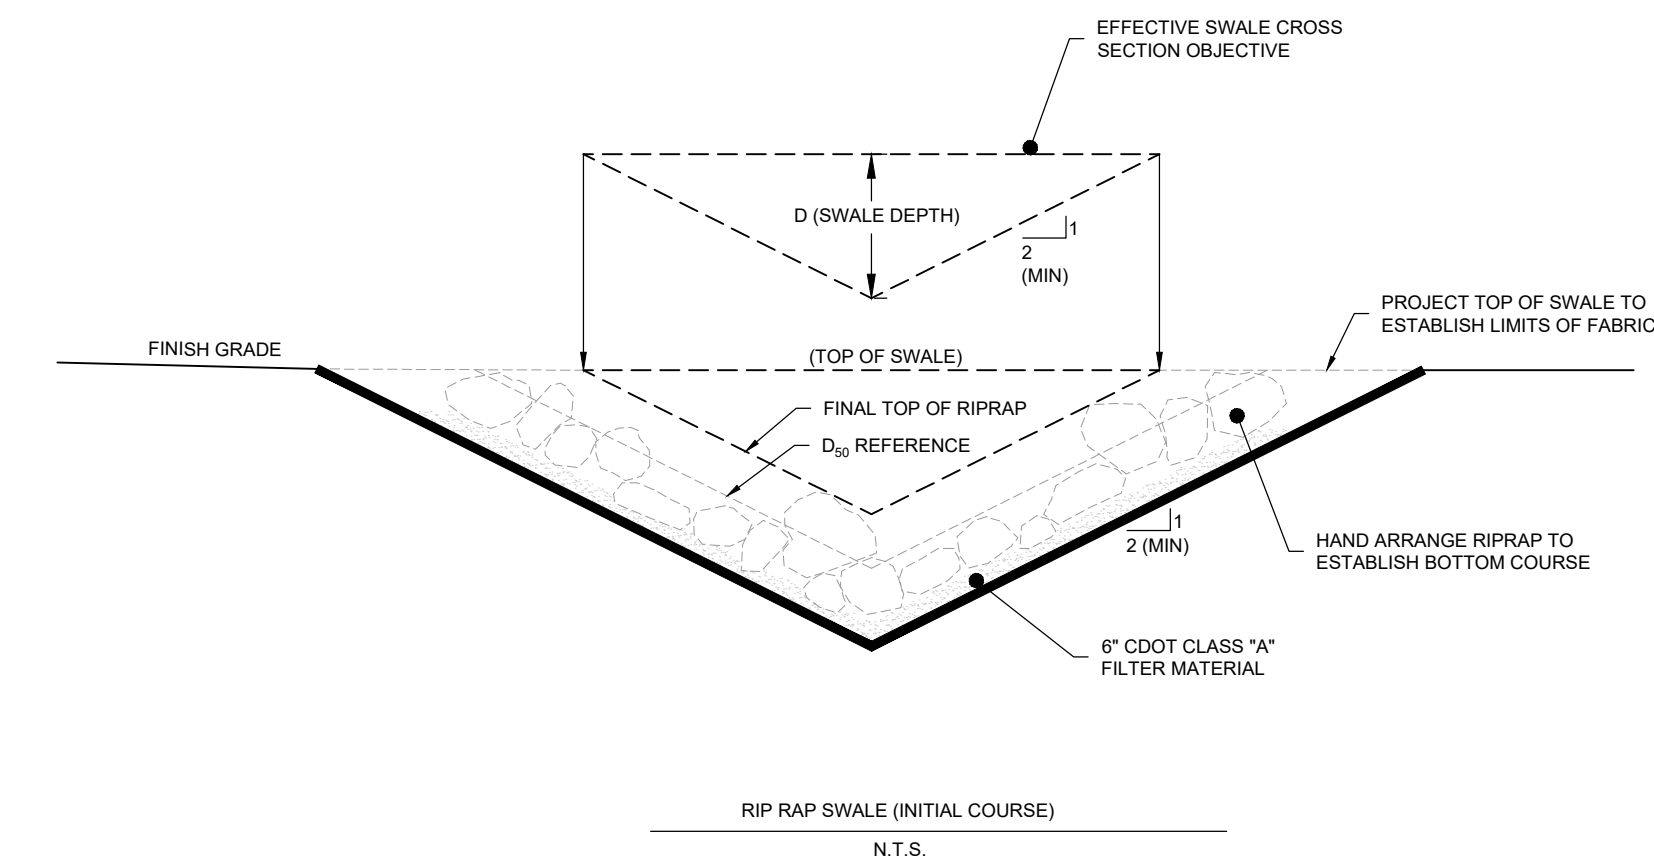 EFFECTIVE SWALE CROSS
SECTION OBJECTIVE
D (SWALE DEPTH)
1
2
(MIN)
PROJECT TOP OF SWALE TO
ESTABLISH LIMITS OF FABRIC
FINISH GRADE
(TOP OF SWALE)
FINAL TOP OF RIPRAP
D₅₀ REFERENCE
1
2 (MIN)
HAND ARRANGE RIPRAP TO
ESTABLISH BOTTOM COURSE
6" CDOT CLASS "A"
FILTER MATERIAL
RIP RAP SWALE (INITIAL COURSE)
N.T.S.